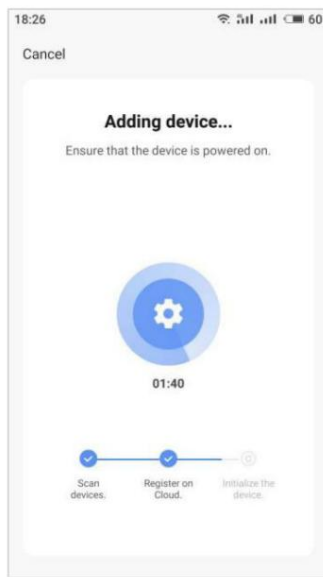 18:26
60
Cancel
Adding device...
Ensure that the device is powered on.
01:40
Scan
devices.
Register on
Cloud.
Initialize the
device.